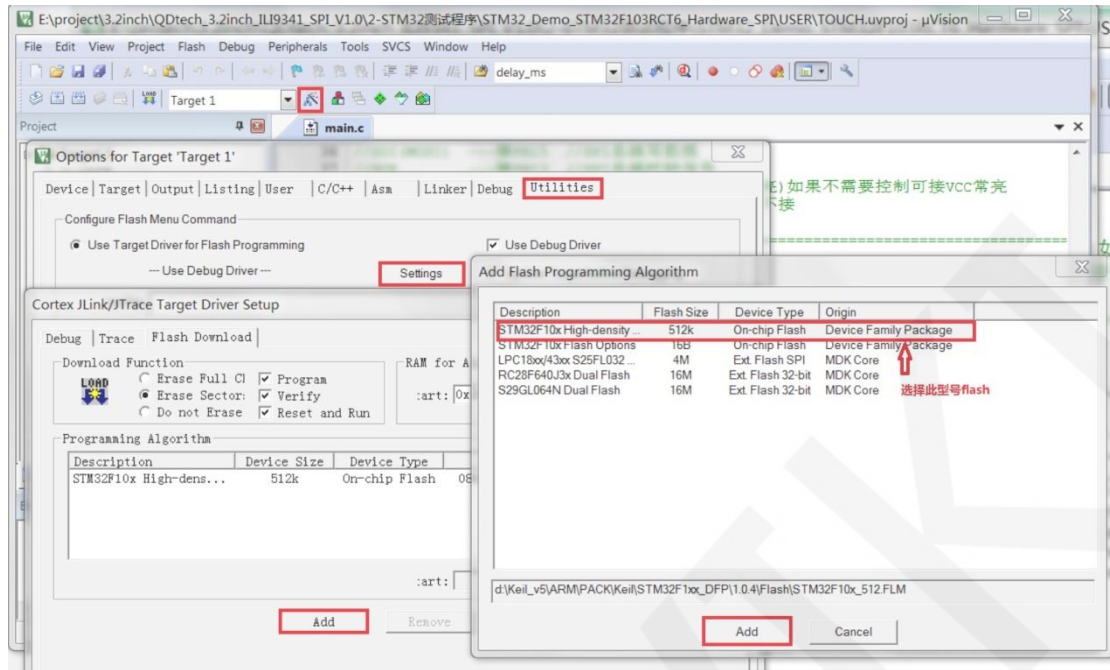 E:\project\3.2inch\QDtech_3.2inch_ILI9341_SPI_V1.0\2-STM32测试程序\STM32_Demo_STM32F103RCT6_Hardware_SPI\USER\TOUCH.uvproj - µVision
File Edit View Project Flash Debug Peripherals Tools SVCS Window Help
delay_ms
LOAD Target 1
Project main.c
Options for Target 'Target 1'
Device Target Output Listing User C/C++ Asm Linker Debug Utilities
如果不需要控制可接VCC常亮
接
Configure Flash Menu Command
Use Target Driver for Flash Programming Use Debug Driver
--- Use Debug Driver --- Settings
Cortex JLink/JTrace Target Driver Setup
Debug Trace Flash Download
Download Function RAM for A
LOAD Erase Full C Program
Erase Sector: Verify :art: 0x
Do not Erase Reset and Run
Programming Algorithm
Description Device Size Device Type
STM32F10x High-dens... 512k On-chip Flash 08
:art:
Add Remove
Add Flash Programming Algorithm
Description Flash Size Device Type Origin
STM32F10x High-density ... 512k On-chip Flash Device Family Package
STM32F10x Flash Options 16B On-chip Flash Device Family Package
LPC18xx/43xx S25FL032 ... 4M Ext. Flash SPI MDK Core
RC28F640J3x Dual Flash 16M Ext. Flash 32-bit MDK Core
S29GL064N Dual Flash 16M Ext. Flash 32-bit MDK Core
选择此型号flash
d:\Keil_v5\ARM\PACK\Keil\STM32F1xx_DFP\1.0.4\Flash\STM32F10x_512.FLM
Add Cancel